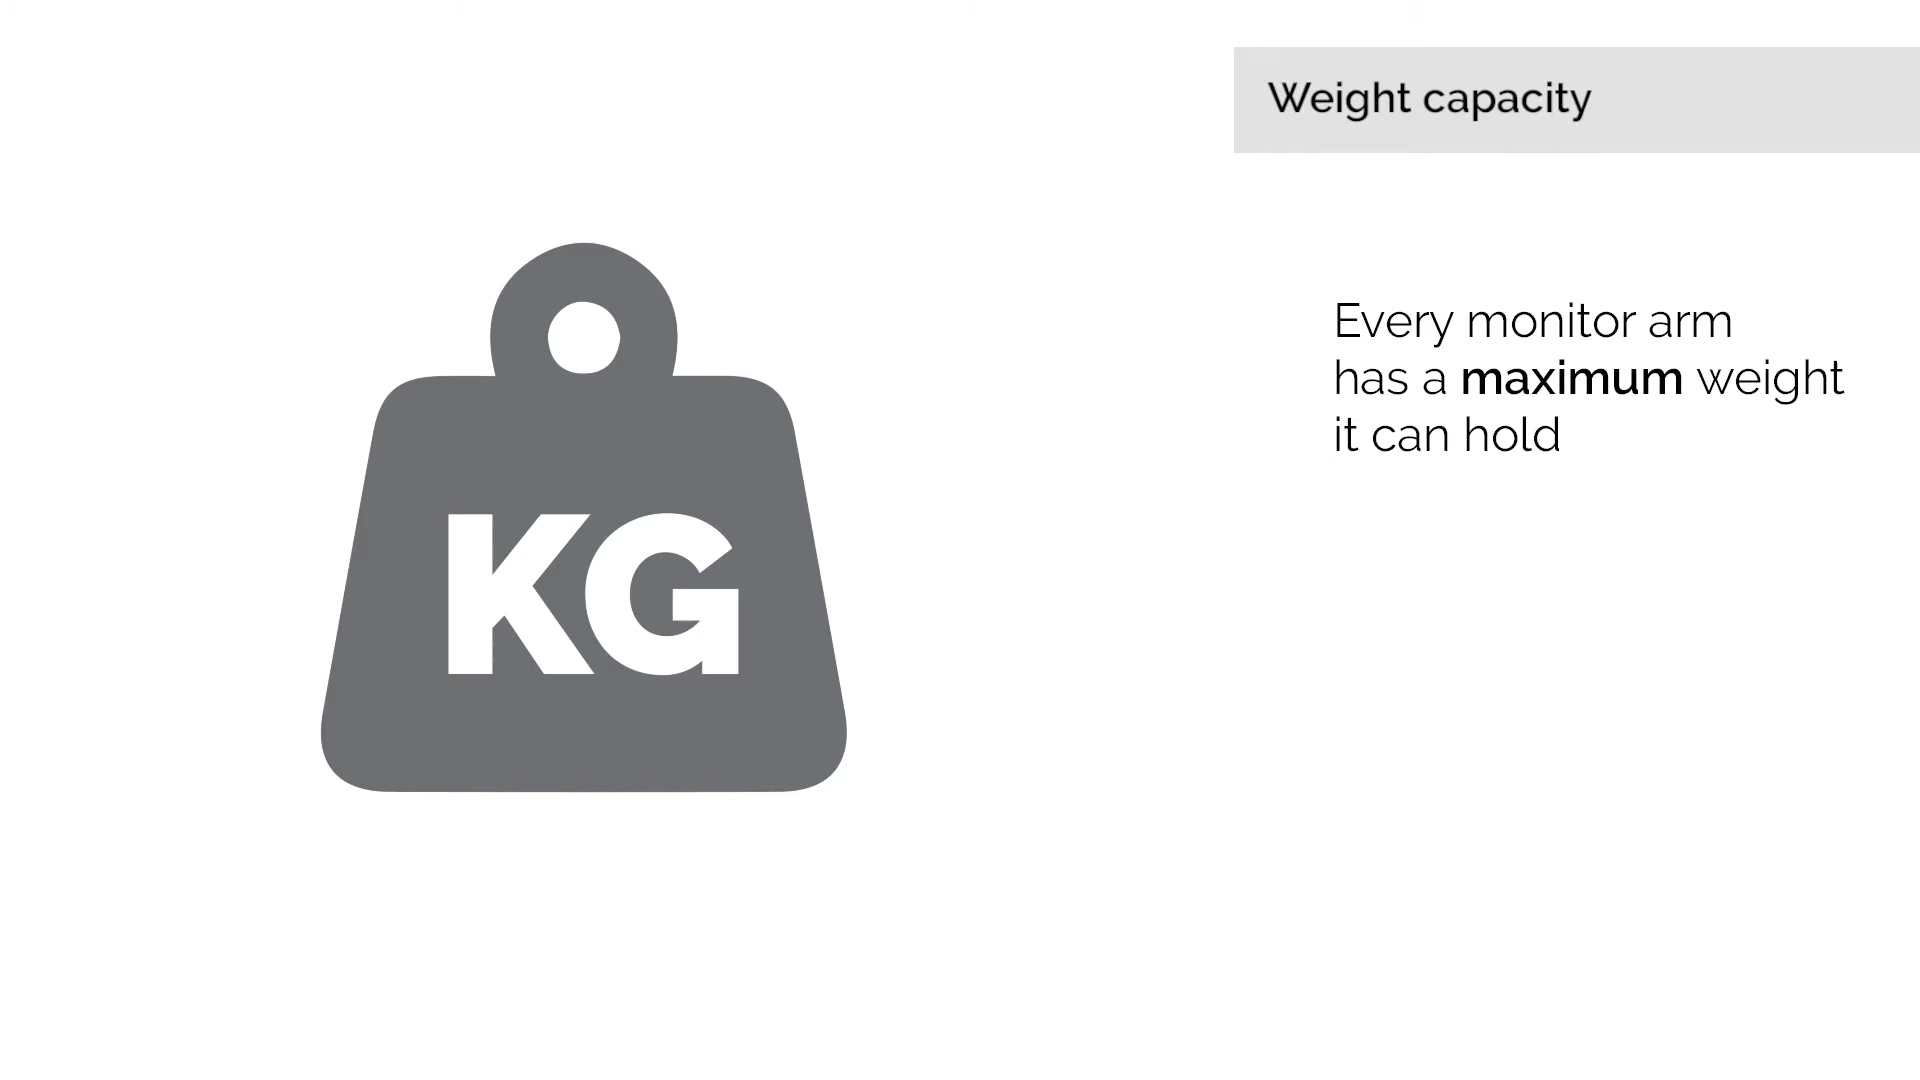 Weight capacity
Every monitor arm
has a maximum weight
it can hold
KG